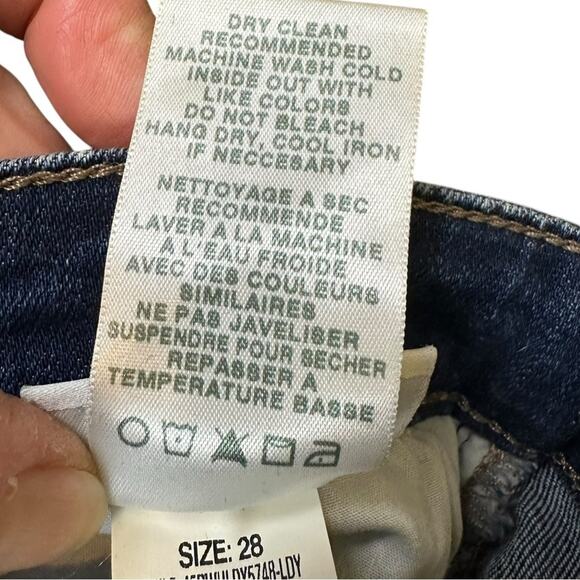 DRY CLEAN
RECOMMENDED
MACHINE WASH COLD
INSIDE OUT WITH
LIKE COLORS
DO NOT BLEACH
HANG DRY, COOL IRON
IF NECCESARY
NETTOYAGE A SEC
RECOMMENDE
LAVER A LA MACHINE
A L'EAU FROIDE
AVEC DES COULEURS
SIMILAIRES
NE PAS JAVELISER
SUSPENDRE POUR SECHER
REPASSER A
TEMPERATURE BASSE
SIZE: 28